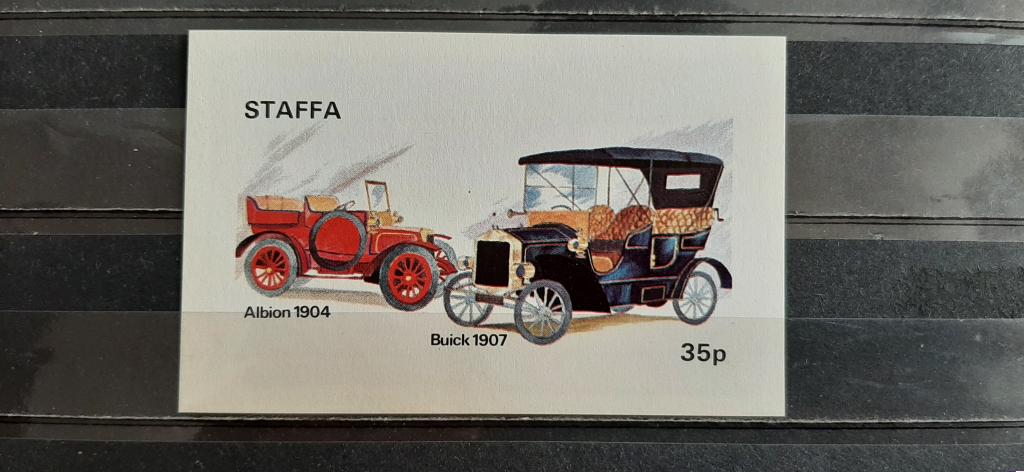 STAFFA
Albion 1904
Buick 1907
35p